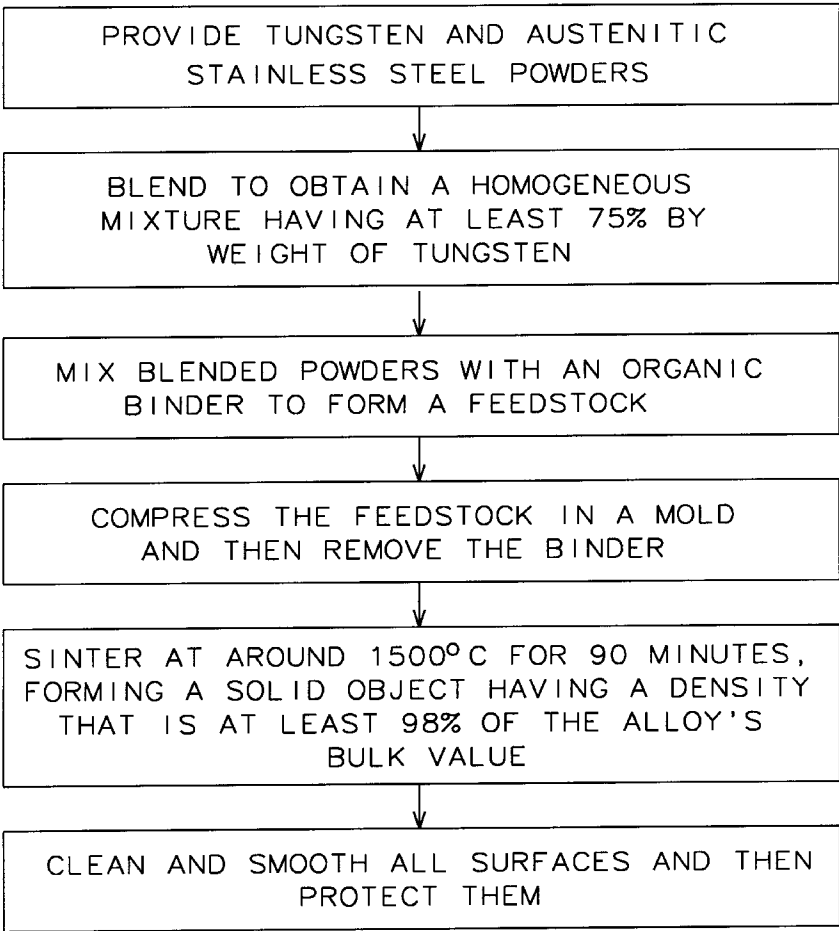 PROVIDE TUNGSTEN AND AUSTENITIC
STAINLESS STEEL POWDERS
BLEND TO OBTAIN A HOMOGENEOUS
MIXTURE HAVING AT LEAST 75% BY
WEIGHT OF TUNGSTEN
MIX BLENDED POWDERS WITH AN ORGANIC
BINDER TO FORM A FEEDSTOCK
COMPRESS THE FEEDSTOCK IN A MOLD
AND THEN REMOVE THE BINDER
SINTER AT AROUND 1500°C FOR 90 MINUTES,
FORMING A SOLID OBJECT HAVING A DENSITY
THAT IS AT LEAST 98% OF THE ALLOY'S
BULK VALUE
CLEAN AND SMOOTH ALL SURFACES AND THEN
PROTECT THEM